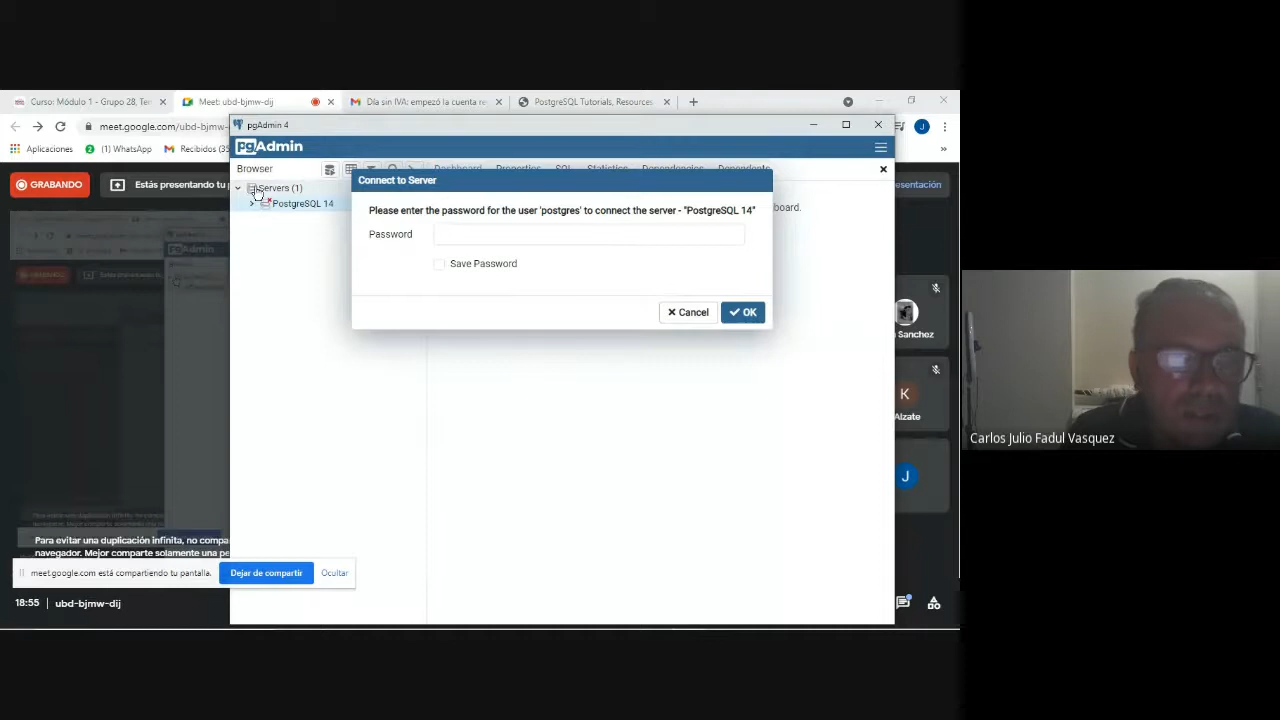 Curso: Módulo 1 - Grupo 28, Te
Meet: ubd-bjmw-dij
Día sin IVA: empezó la cuenta re
PostgreSQL Tutorials, Resources
meet.google.com/ubd-bjmw-
J
Aplicaciones
(1) WhatsApp
Recibidos (3
»
pgAdmin 4
pgAdmin
Browser
Dashboard
Properties
SQL
Statistics
Dependencies
Dependents
GRABANDO
Estás presentando tu p
esentación
Servers (1)
PostgreSQL 14
Connect to Server
Please enter the password for the user 'postgres' to connect the server - "PostgreSQL 14"
board.
Password
Save Password
Cancel
OK
Sanchez
K
Alzate
J
Carlos Julio Fadul Vasquez
Para evitar una duplicación infinita, no compa
navegador. Mejor comparte solamente una pe
meet.google.com está compartiendo tu pantalla.
Dejar de compartir
Ocultar
18:55 | ubd-bjmw-dij